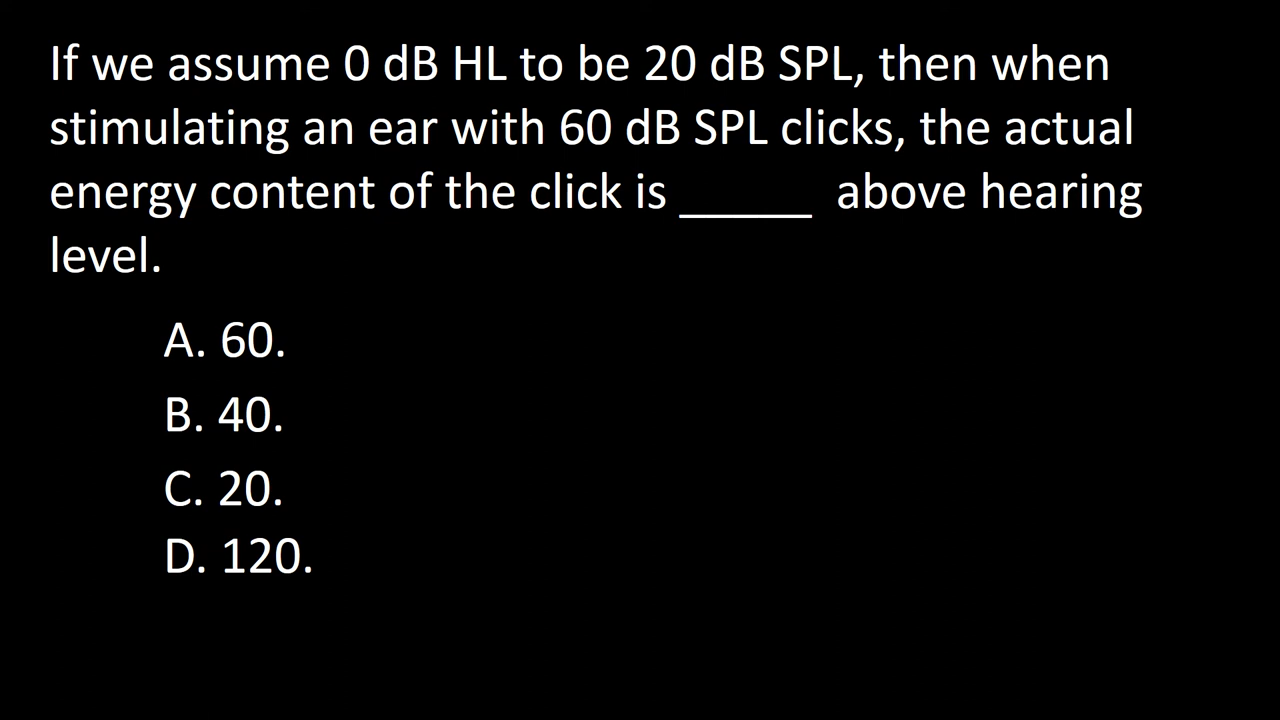 If we assume 0 dB HL to be 20 dB SPL, then when
stimulating an ear with 60 dB SPL clicks, the actual
energy content of the click is _____ above hearing
level.
A. 60.
B. 40.
C. 20.
D. 120.